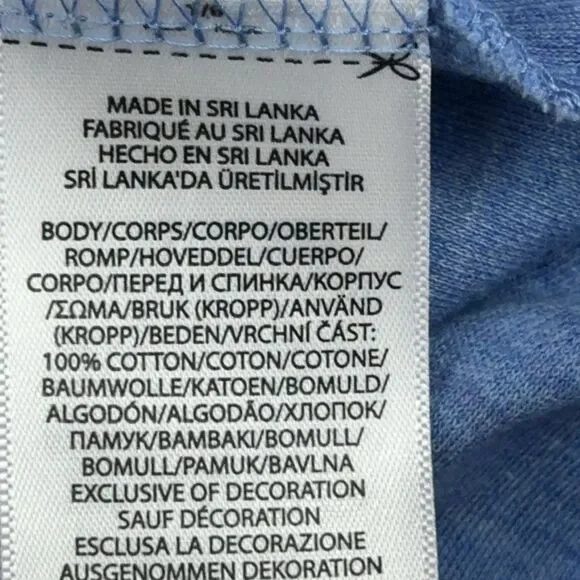 MADE IN SRI LANKA
FABRIQUÉ AU SRI LANKA
HECHO EN SRI LANKA
SRİ LANKA'DA ÜRETİLMİŞTİR
BODY/CORPS/CORPO/OBERTEIL/
ROMP/HOVEDDEL/CUERPO/
CORPO/ПЕРЕД И СПИНКА/КОРПУС
/ΣΩΜΑ/BRUK (KROPP)/ANVÄND
(KROPP)/BEDEN/VRCHNÍ ČÁST:
100% COTTON/COTON/COTONE/
BAUMWOLLE/KATOEN/BOMULD/
ALGODÓN/ALGODÃO/ХЛОПОК/
ПАМУК/ΒΑΜΒΑΚΙ/BOMULL/
BOMULL/PAMUK/BAVLNA
EXCLUSIVE OF DECORATION
SAUF DÉCORATION
ESCLUSA LA DECORAZIONE
AUSGENOMMEN DEKORATION